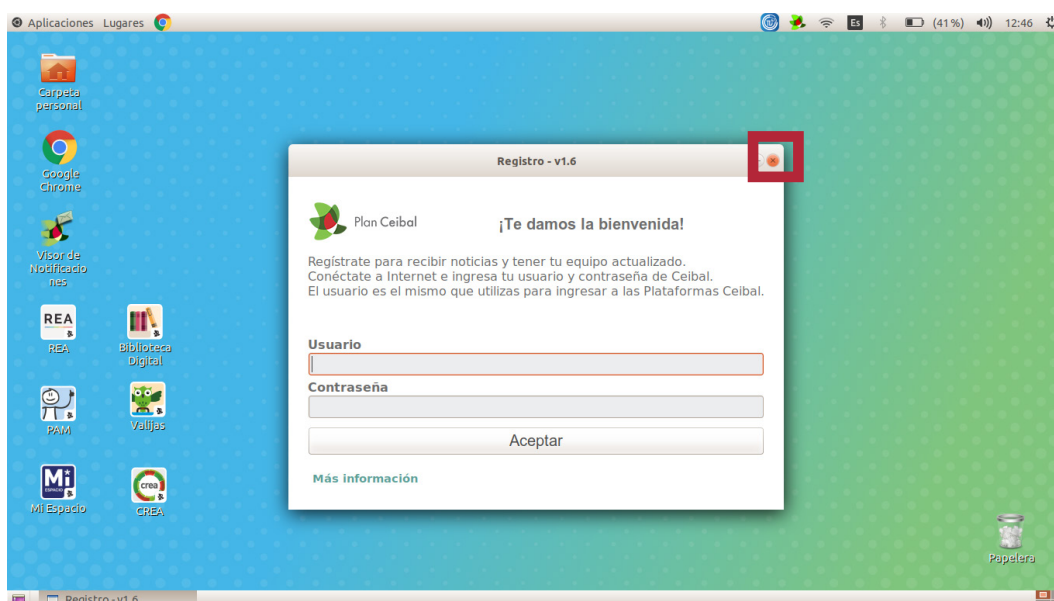 Aplicaciones Lugares
Es
(41%)
12:46
Carpeta
personal
Google
Chrome
Visor de
Notificacio
nes
REA
REA
Biblioteca
Digital
PAM
Valijas
Mi
ESPACIO
Mi Espacio
crea
CREA
Registro - v1.6
Plan Ceibal
¡Te damos la bienvenida!
Regístrate para recibir noticias y tener tu equipo actualizado.
Conéctate a Internet e ingresa tu usuario y contraseña de Ceibal.
El usuario es el mismo que utilizas para ingresar a las Plataformas Ceibal.
Usuario
Contraseña
Aceptar
Más información
Papelera
Registro - v1.6